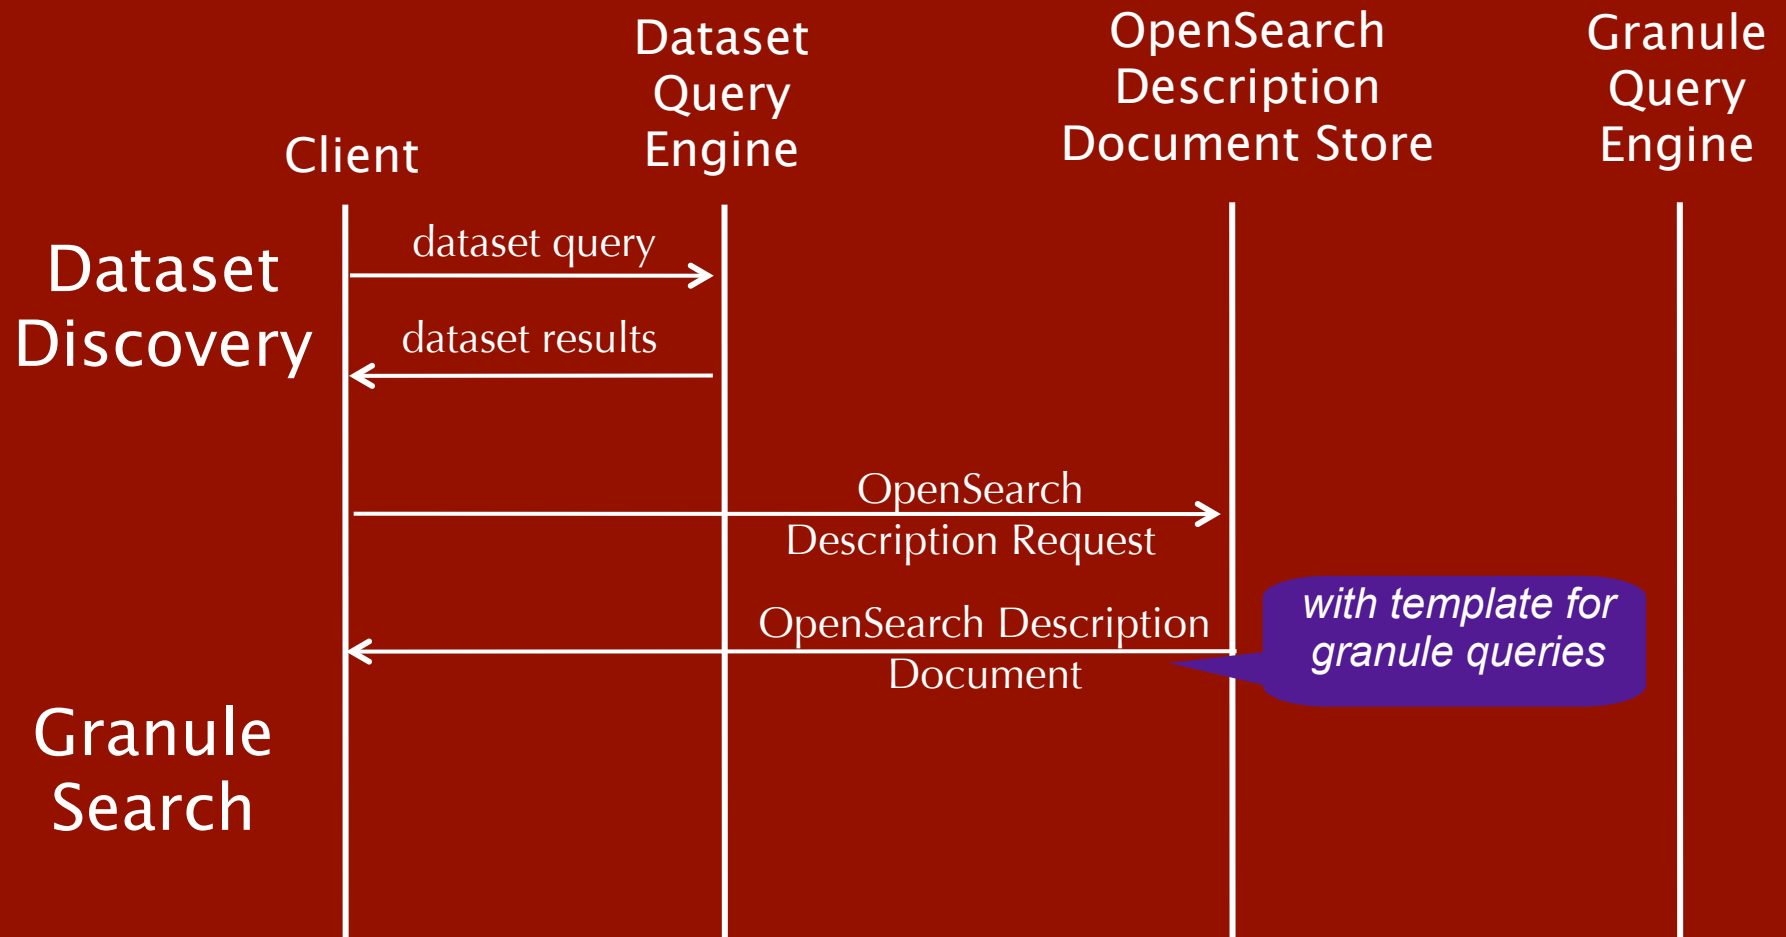 Client
Dataset
Query
Engine
OpenSearch
Description
Document Store
Granule
Query
Engine
Dataset
Discovery
dataset query
dataset results
OpenSearch
Description Request
OpenSearch Description
Document
with template for
granule queries
Granule
Search